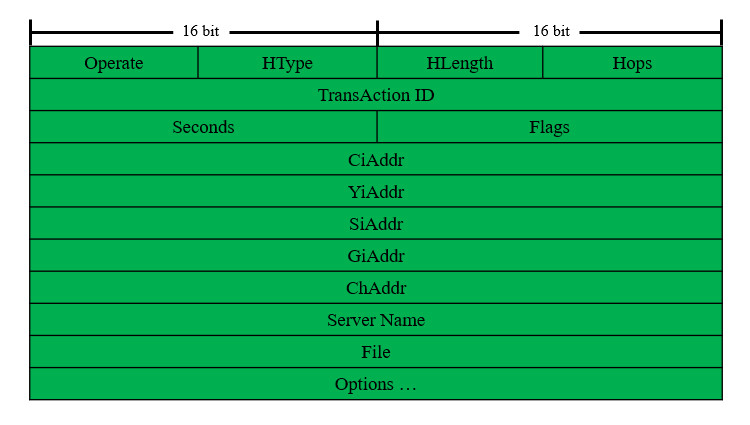 16 bit 16 bit
Operate HType HLength Hops
TransAction ID
Seconds Flags
CiAddr
YiAddr
SiAddr
GiAddr
ChAddr
Server Name
File
Options …